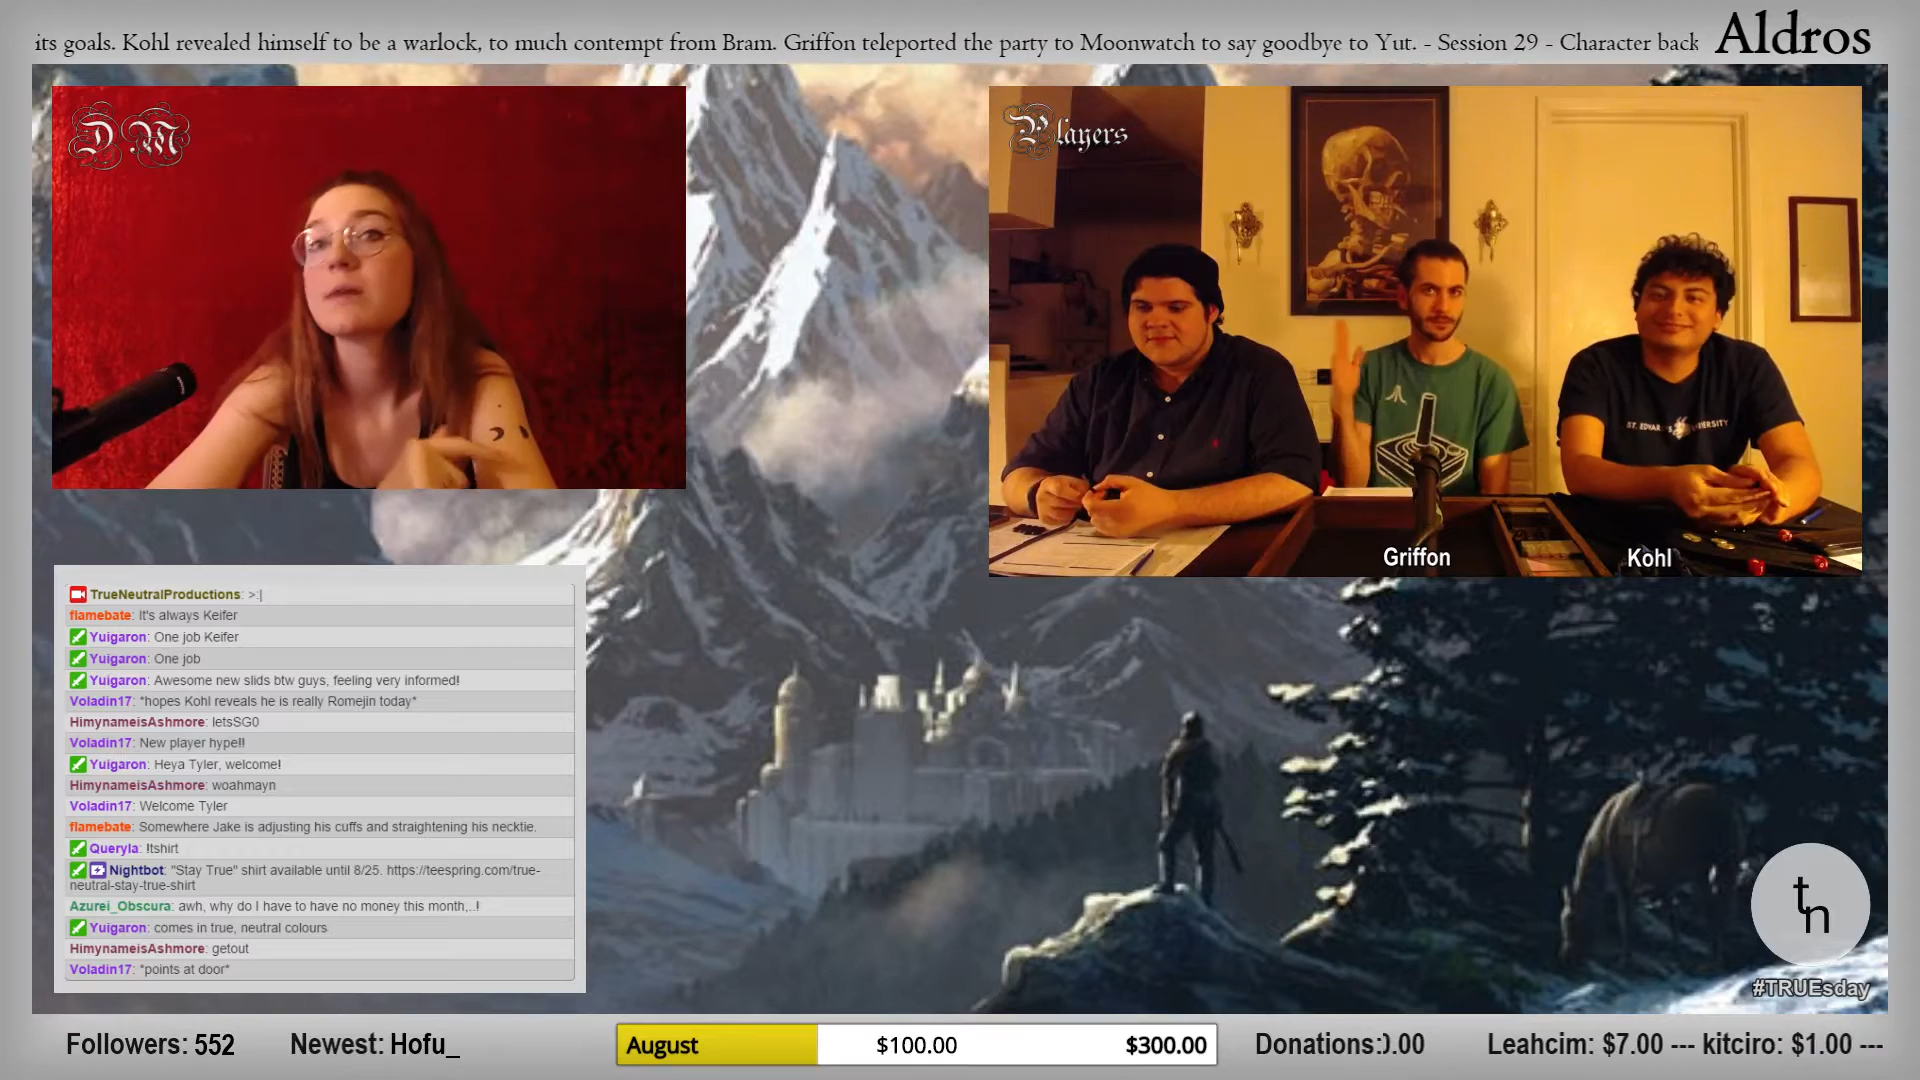 its goals. Kohl revealed himself to be a warlock, to much contempt from Bram. Griffon teleported the party to Moonwatch to say goodbye to Yut. - Session 29 - Character back
Aldros
DM
Players
ST. EDWARD'S UNIVERSITY
Griffon
Kohl
TrueNeutralProductions: >:|
flamebate: It's always Keifer
Yuigaron: One job Keifer
Yuigaron: One job
Yuigaron: Awesome new slids btw guys, feeling very informed!
Voladin17: *hopes Kohl reveals he is really Romejin today*
HimynameisAshmore: letsSG0
Voladin17: New player hype!!
Yuigaron: Heya Tyler, welcome!
HimynameisAshmore: woahmayn
Voladin17: Welcome Tyler
flamebate: Somewhere Jake is adjusting his cuffs and straightening his necktie.
Queryla: !tshirt
Nightbot: "Stay True" shirt available until 8/25. https://teespring.com/true-
neutral-stay-true-shirt
Azurei_Obscura: awh, why do I have to have no money this month,..!
Yuigaron: comes in true, neutral colours
HimynameisAshmore: getout
Voladin17: *points at door*
tn
#TRUEsday
Followers: 552
Newest: Hofu_
August
$100.00
$300.00
Donations:0.00
Leahcim: $7.00 --- kitciro: $1.00 ---